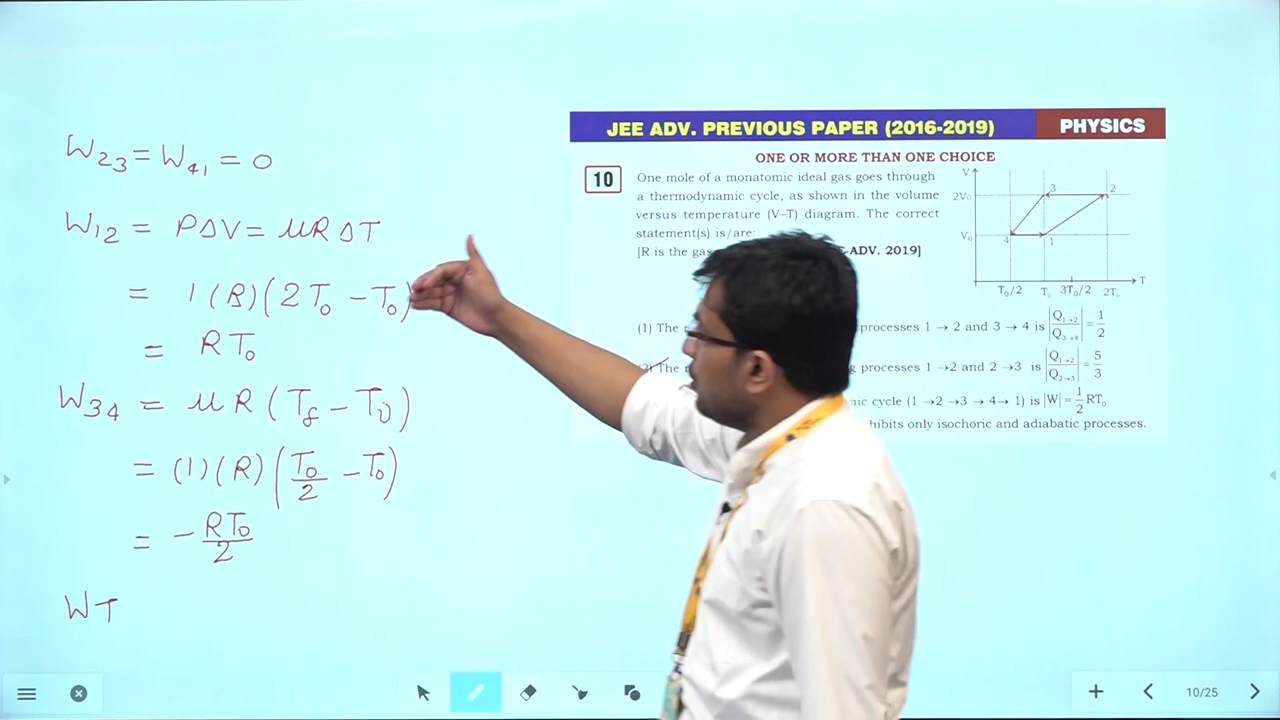 W₂₃ = W₄₁ = 0
W₁₂ = PΔV = μRΔT
= 1 (R) (2T₀ - T₀)
= RT₀
W₃₄ = μR (Tf - T₀)
= (1) (R) (T₀/2 - T₀)
= - RT₀/2
WT
JEE ADV. PREVIOUS PAPER (2016-2019) PHYSICS
ONE OR MORE THAN ONE CHOICE
10 One mole of a monatomic ideal gas goes through
a thermodynamic cycle, as shown in the volume
versus temperature (V–T) diagram. The correct
statement(s) is/are:
[R is the gas -ADV. 2019]
V
2V₀ 3 2
V₀ 4 1
T
T₀/2 T₀ 3T₀/2 2T₀
(1) The processes 1 → 2 and 3 → 4 is |Q₁→₂/Q₃→₄| = 1/2
(2) The processes 1 →2 and 2 →3 is |Q₁→₂/Q₂→₃| = 5/3
cycle (1 →2 →3 → 4→ 1) is |W| = 1/2 RT₀
only isochoric and adiabatic processes.
10/25